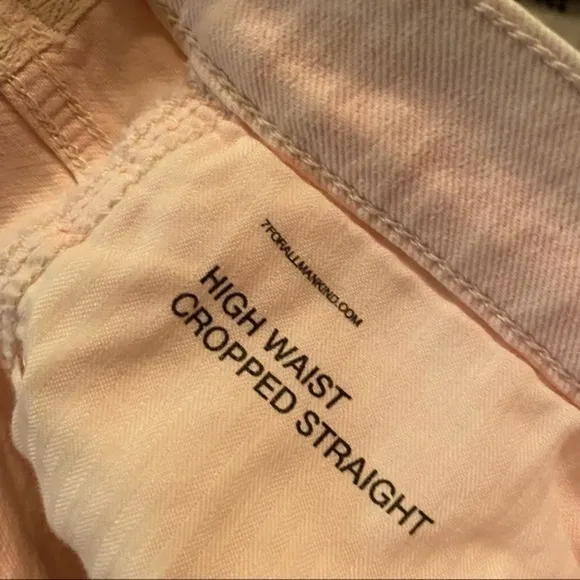 7FORALLMANKIND.COM
HIGH WAIST
CROPPED STRAIGHT